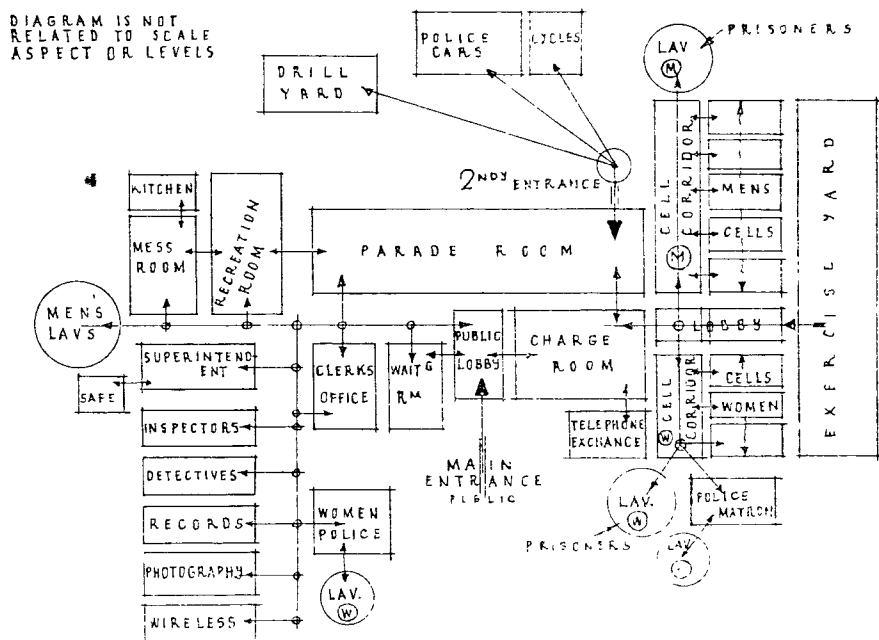 DIAGRAM IS NOT
RELATED TO SCALE
ASPECT OR LEVELS
POLICE
CARS
CYCLES
LAV
M
PRISONERS
DRILL
YARD
2NDY ENTRANCE
CELL
CORRIDOR
M
MENS
CELLS
EXERCISE YARD
KITCHEN
MESS
ROOM
RECREATION
ROOM
PARADE ROOM
MEN'S
LAVS
SUPERINTEND
ENT
SAFE
CLERKS
OFFICE
WAITG
RM
PUBLIC
LOBBY
CHARGE
ROOM
LOBBY
CELL
CORRIDOR
W
CELLS
WOMEN
INSPECTORS
TELEPHONE
EXCHANGE
MAIN
ENTRANCE
PUBLIC
DETECTIVES
RECORDS
WOMEN
POLICE
LAV.
W
PRISONERS
POLICE
MATRON
LAV
PHOTOGRAPHY
LAV.
W
WIRELESS